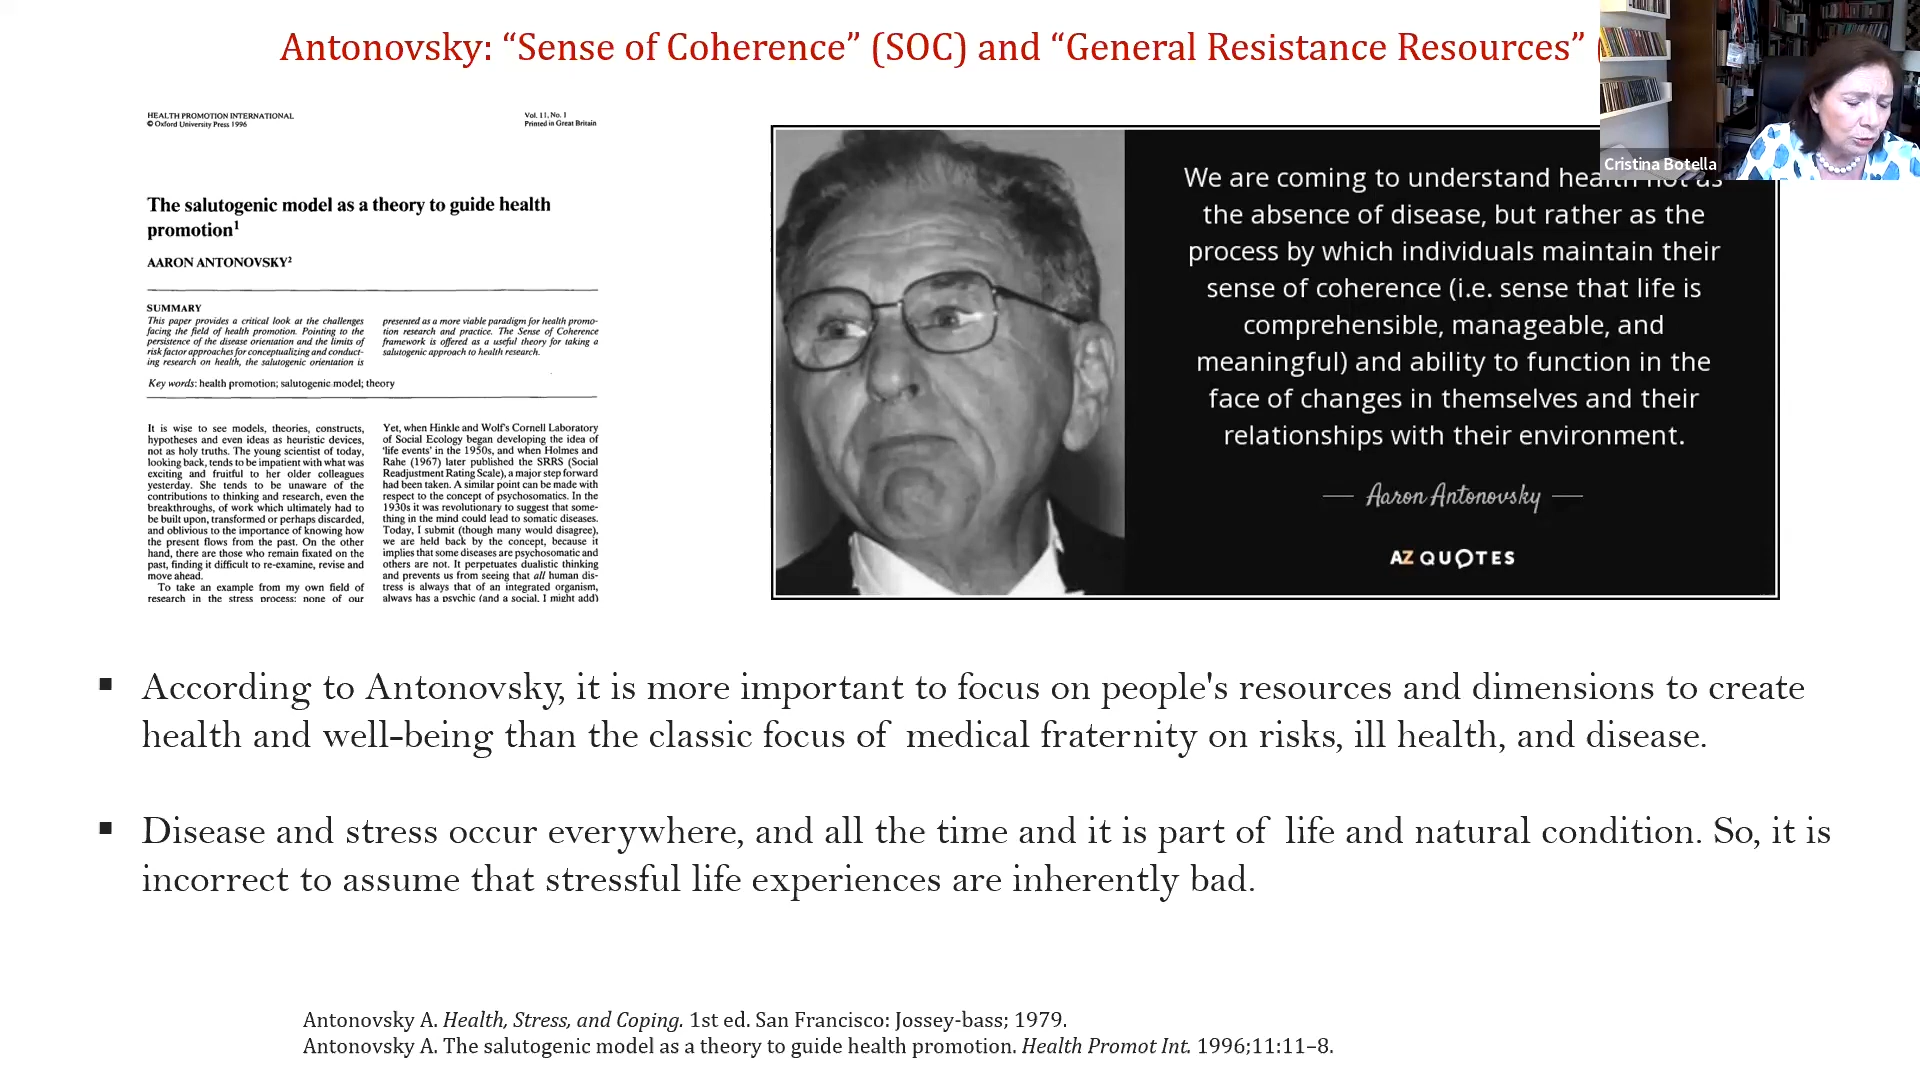 Antonovsky: “Sense of Coherence” (SOC) and “General Resistance Resources”
Cristina Botella
HEALTH PROMOTION INTERNATIONAL
© Oxford University Press 1996
Vol. 11, No. 1
Printed in Great Britain
The salutogenic model as a theory to guide health
promotion¹
AARON ANTONOVSKY²
SUMMARY
This paper provides a critical look at the challenges
facing the field of health promotion. Pointing to the
persistence of the disease orientation and the limits of
risk factor approaches for conceptualizing and conduct-
ing research on health, the salutogenic orientation is
presented as a more viable paradigm for health promo-
tion research and practice. The Sense of Coherence
framework is offered as a useful theory for taking a
salutogenic approach to health research.
Key words: health promotion; salutogenic model; theory
It is wise to see models, theories, constructs,
hypotheses and even ideas as heuristic devices,
not as holy truths. The young scientist of today,
looking back, tends to be impatient with what was
exciting and fruitful to her older colleagues
yesterday. She tends to be unaware of the
contributions to thinking and research, even the
breakthroughs, of work which ultimately had to
be built upon, transformed or perhaps discarded,
and oblivious to the importance of knowing how
the present flows from the past. On the other
hand, there are those who remain fixated on the
past, finding it difficult to re-examine, revise and
move ahead.
To take an example from my own field of
research in the stress process: none of our
Yet, when Hinkle and Wolf's Cornell Laboratory
of Social Ecology began developing the idea of
'life events' in the 1950s, and when Holmes and
Rahe (1967) later published the SRRS (Social
Readjustment Rating Scale), a major step forward
had been taken. A similar point can be made with
respect to the concept of psychosomatics. In the
1930s it was revolutionary to suggest that some-
thing in the mind could lead to somatic diseases.
Today, I submit (though many would disagree),
we are held back by the concept, because it
implies that some diseases are psychosomatic and
others are not. It perpetuates dualistic thinking
and prevents us from seeing that all human dis-
tress is always that of an integrated organism,
always has a psychic (and a social, I might add)
We are coming to understand health not as
the absence of disease, but rather as the
process by which individuals maintain their
sense of coherence (i.e. sense that life is
comprehensible, manageable, and
meaningful) and ability to function in the
face of changes in themselves and their
relationships with their environment.
Aaron Antonovsky
AZ QUOTES
▪ According to Antonovsky, it is more important to focus on people's resources and dimensions to create
health and well-being than the classic focus of medical fraternity on risks, ill health, and disease.
▪ Disease and stress occur everywhere, and all the time and it is part of life and natural condition. So, it is
incorrect to assume that stressful life experiences are inherently bad.
Antonovsky A. Health, Stress, and Coping. 1st ed. San Francisco: Jossey-bass; 1979.
Antonovsky A. The salutogenic model as a theory to guide health promotion. Health Promot Int. 1996;11:11–8.